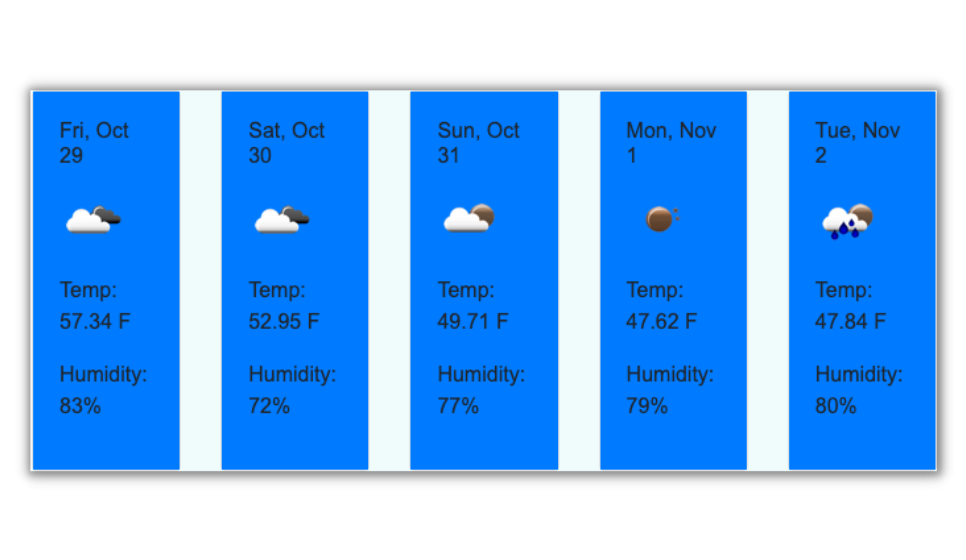 Fri, Oct
29
Temp:
57.34 F
Humidity:
83%
Sat, Oct
30
Temp:
52.95 F
Humidity:
72%
Sun, Oct
31
Temp:
49.71 F
Humidity:
77%
Mon, Nov
1
Temp:
47.62 F
Humidity:
79%
Tue, Nov
2
Temp:
47.84 F
Humidity:
80%